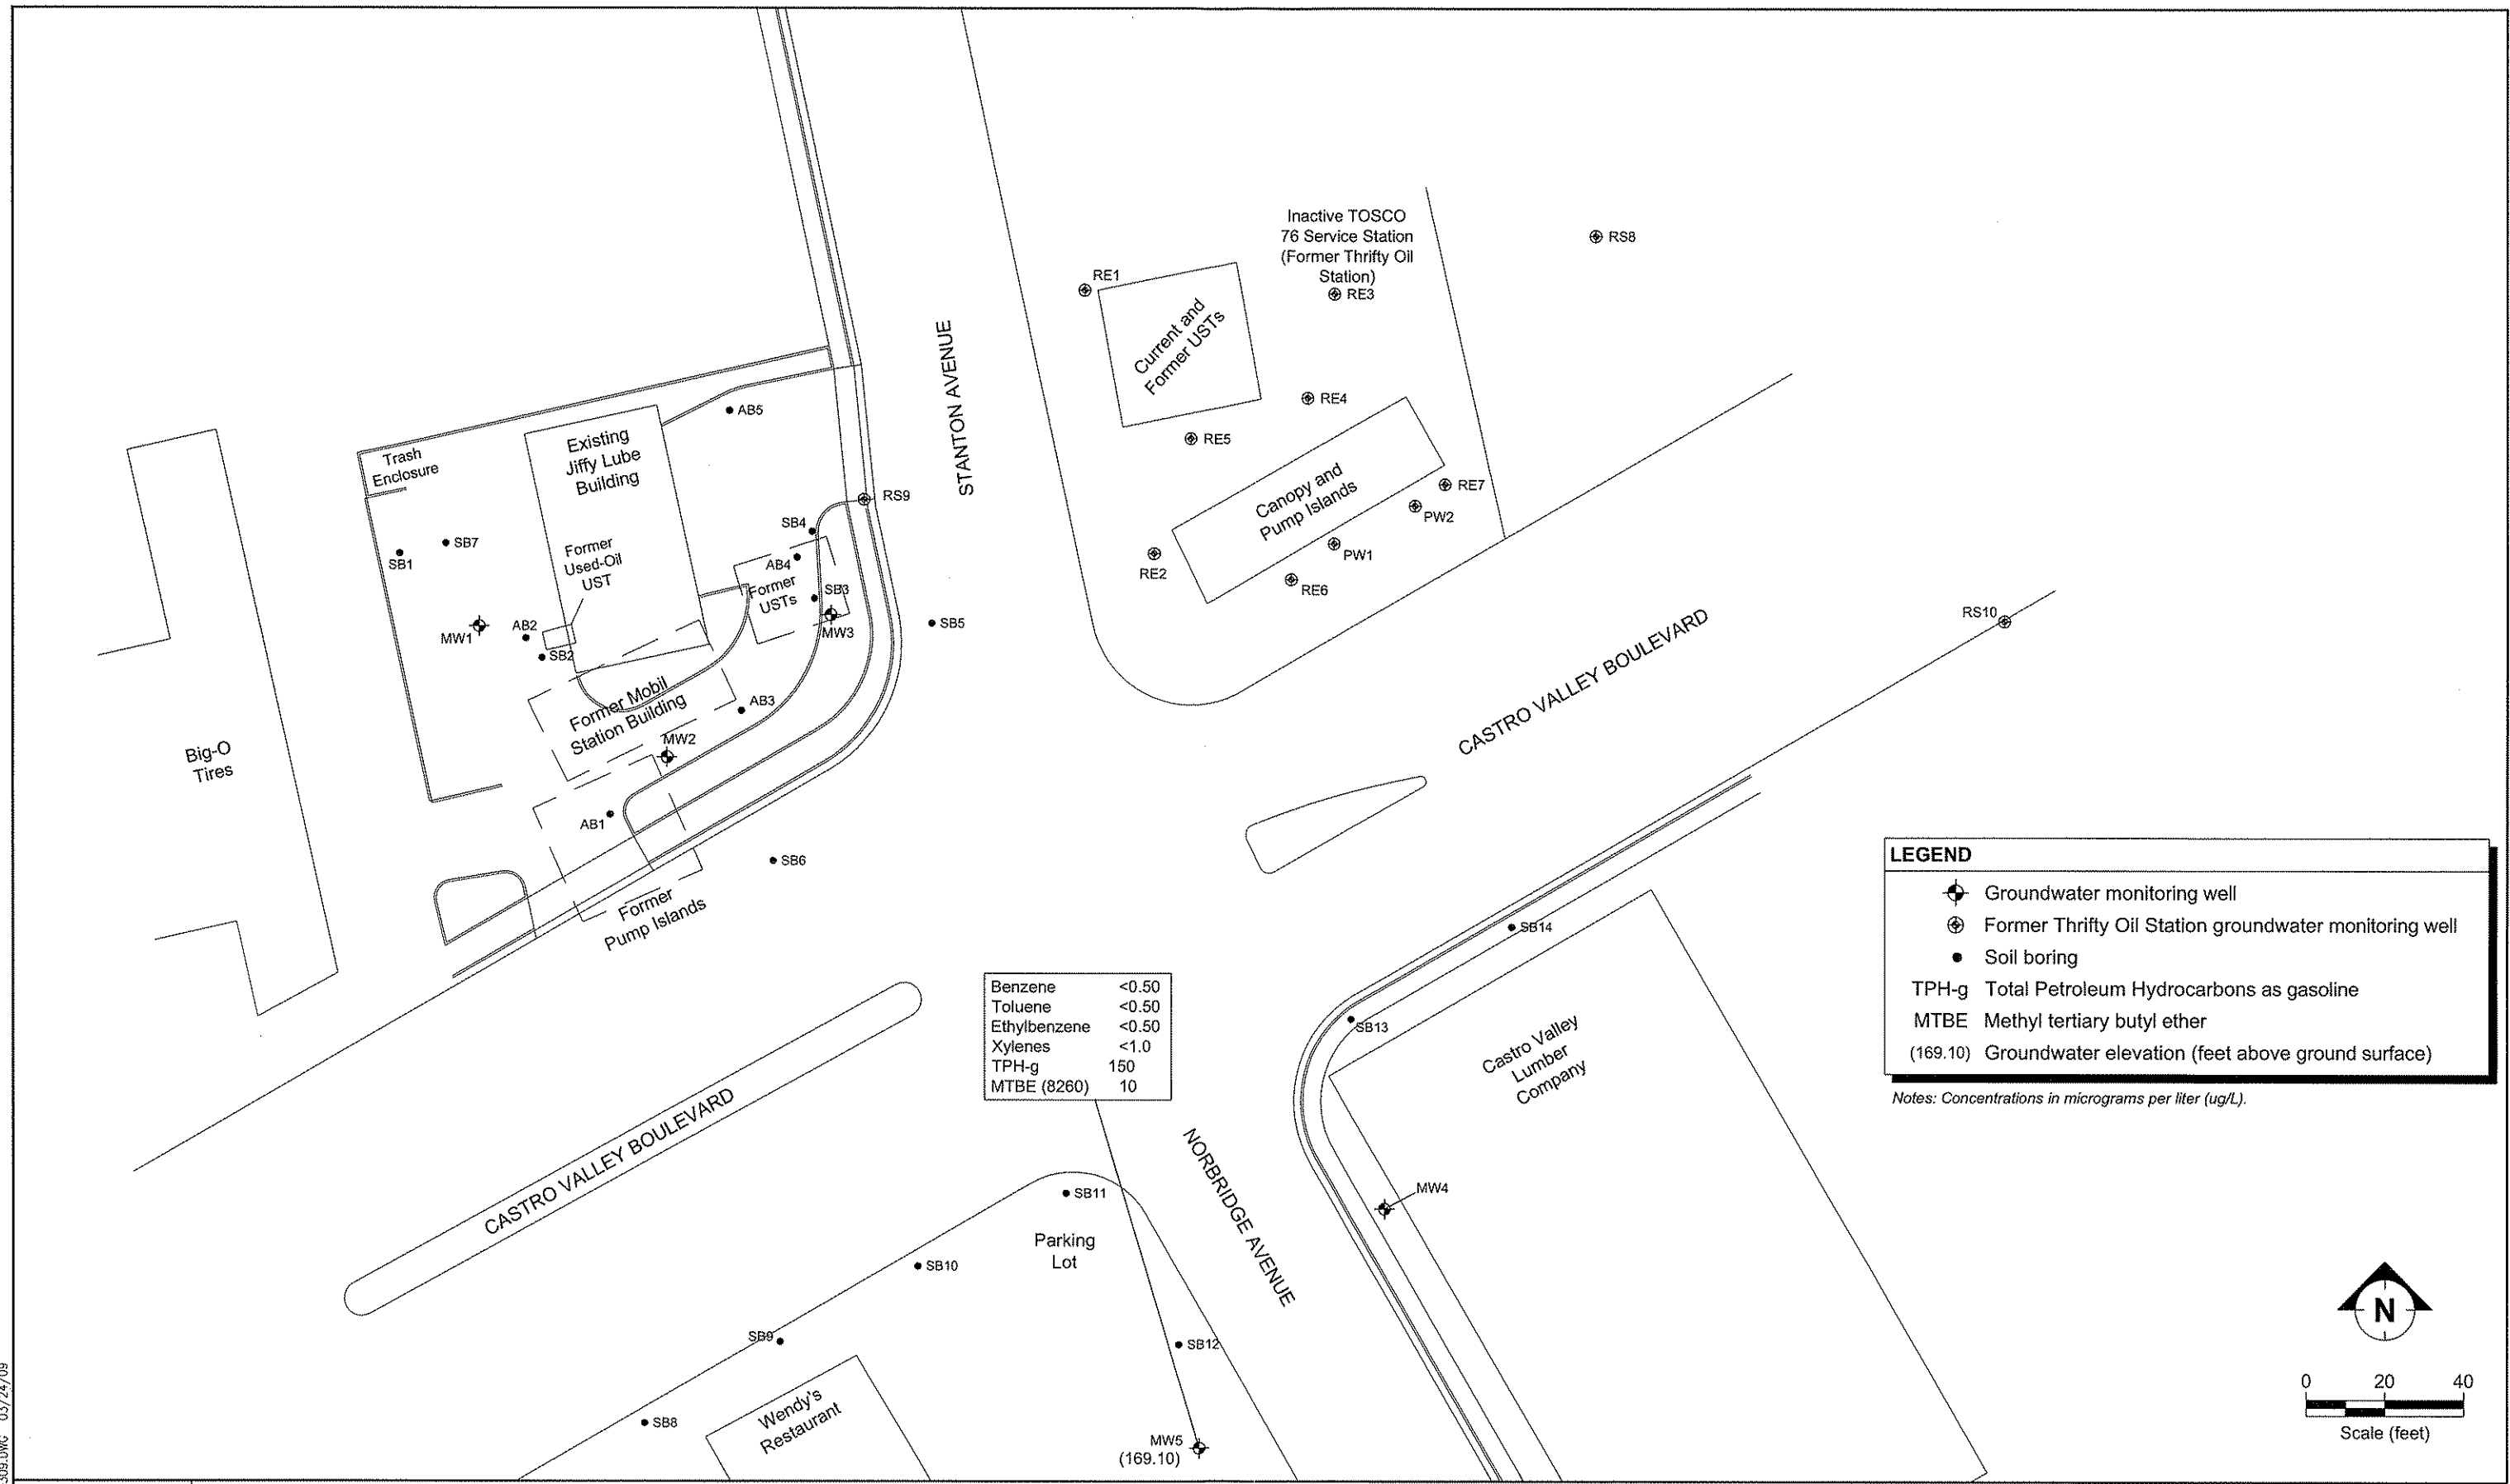 Inactive TOSCO
76 Service Station
(Former Thrifty Oil
Station)
RS8
RE1
RE3
Current and
Former USTs
RE4
RE5
Canopy and
Pump Islands
RE7
PW2
PW1
RE2
RE6
STANTON AVENUE
AB5
Existing
Jiffy Lube
Building
Trash
Enclosure
RS9
SB4
SB7
SB1
Former
Used-Oil
UST
AB4
Former
USTs
SB3
MW3
SB5
MW1
AB2
SB2
Former Mobil
Station Building
AB3
MW2
Big-O
Tires
AB1
SB6
Former
Pump Islands
RS10
CASTRO VALLEY BOULEVARD
LEGEND
Groundwater monitoring well
Former Thrifty Oil Station groundwater monitoring well
Soil boring
TPH-g Total Petroleum Hydrocarbons as gasoline
MTBE Methyl tertiary butyl ether
(169.10) Groundwater elevation (feet above ground surface)
Notes: Concentrations in micrograms per liter (ug/L).
SB14
SB13
Castro Valley
Lumber
Company
Benzene <0.50
Toluene <0.50
Ethylbenzene <0.50
Xylenes <1.0
TPH-g 150
MTBE (8260) 10
CASTRO VALLEY BOULEVARD
NORBRIDGE AVENUE
MW4
SB11
Parking
Lot
SB10
SB9
SB12
SB8
Wendy's
Restaurant
MW5
(169.10)
N
0 20 40
Scale (feet)
309.DWG 03/24/09